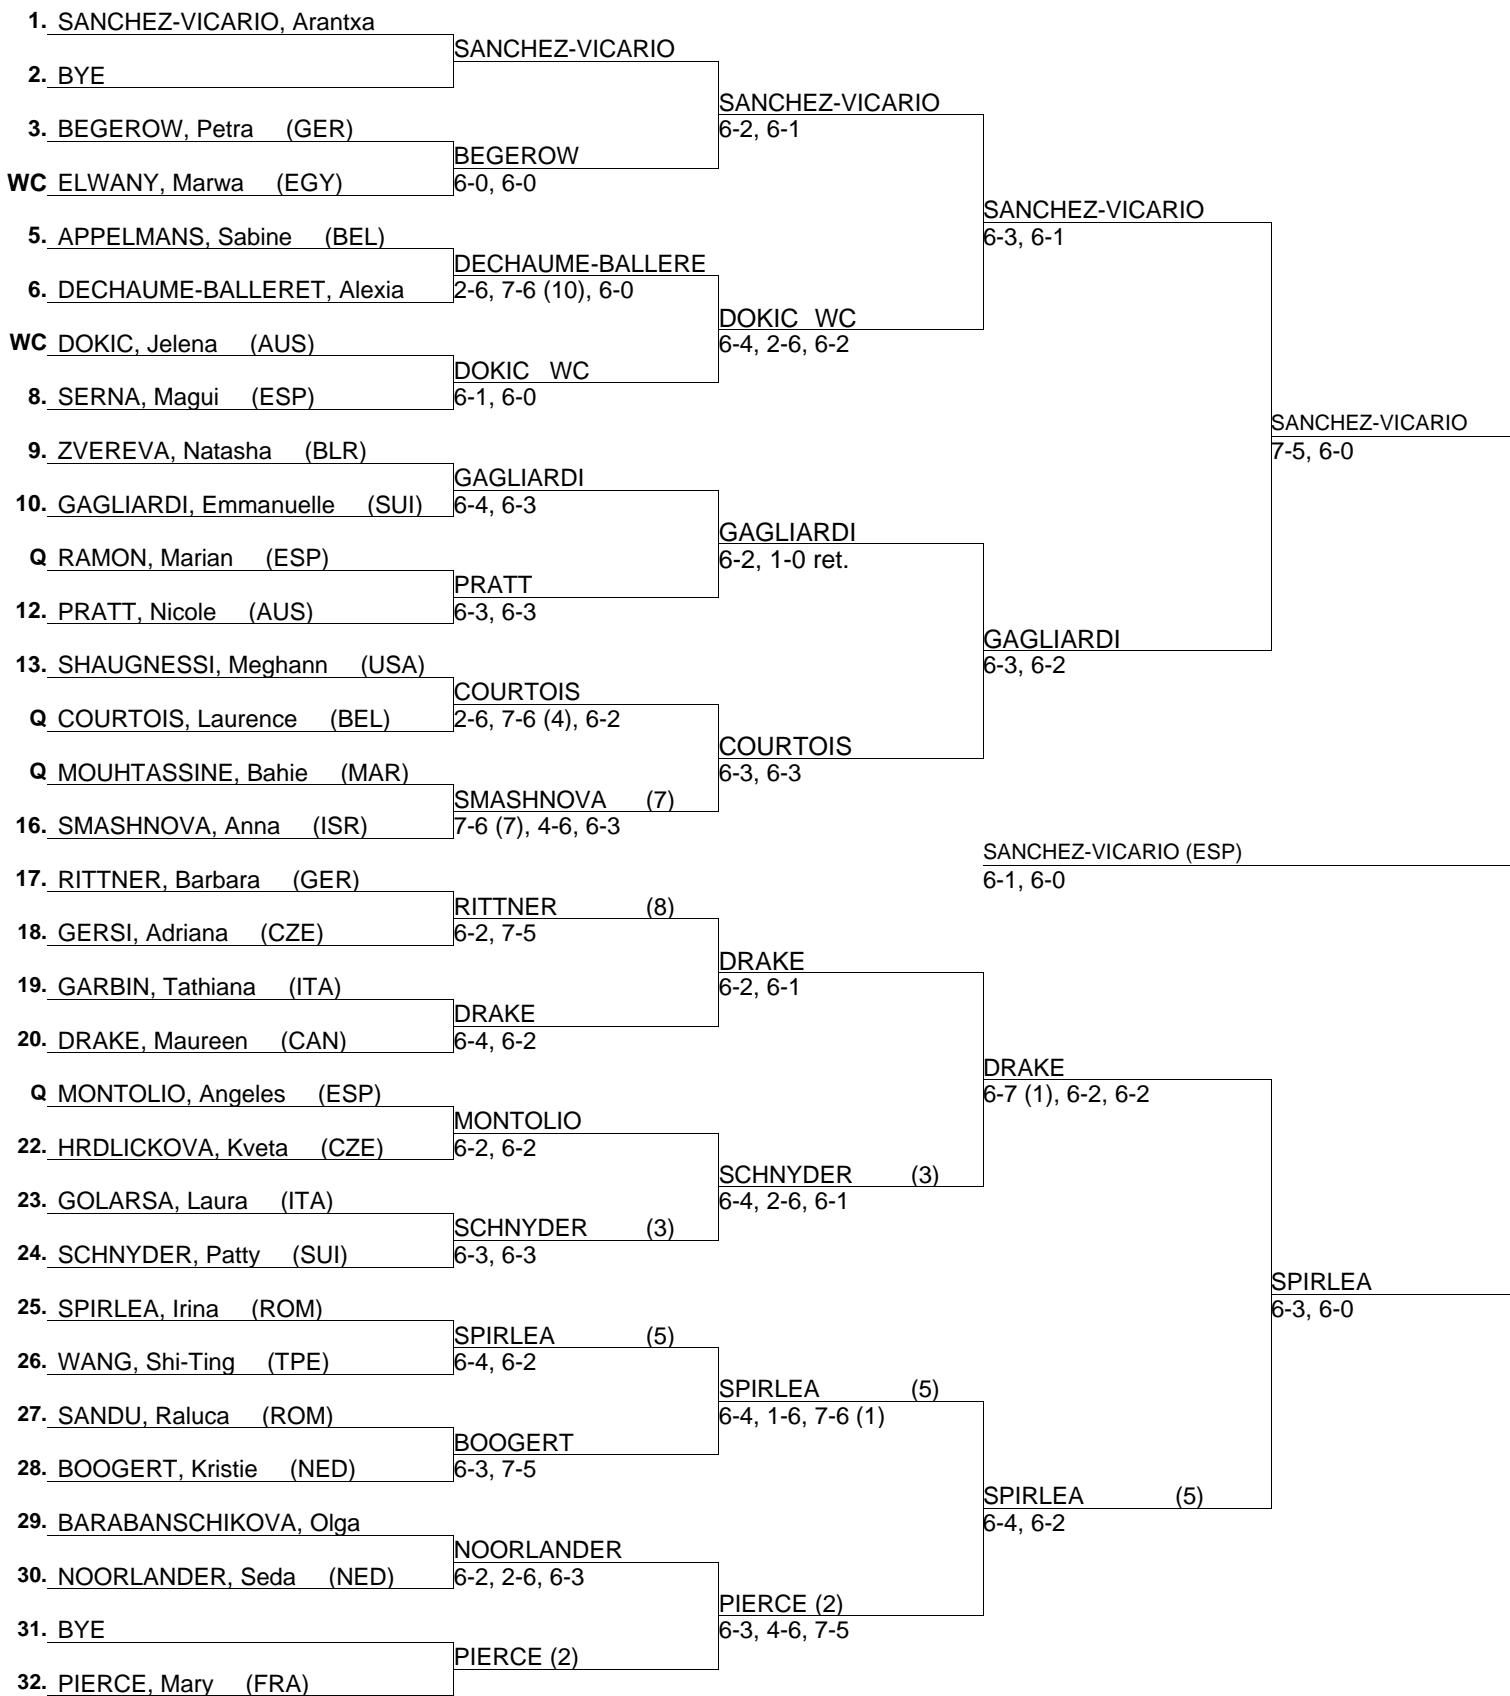 1. SANCHEZ-VICARIO, Arantxa
SANCHEZ-VICARIO
2. BYE
SANCHEZ-VICARIO
6-2, 6-1
3. BEGEROW, Petra (GER)
BEGEROW
6-0, 6-0
WC ELWANY, Marwa (EGY)
SANCHEZ-VICARIO
6-3, 6-1
5. APPELMANS, Sabine (BEL)
DECHAUME-BALLERE
2-6, 7-6 (10), 6-0
6. DECHAUME-BALLERET, Alexia
DOKIC WC
6-4, 2-6, 6-2
WC DOKIC, Jelena (AUS)
DOKIC WC
6-1, 6-0
8. SERNA, Magui (ESP)
SANCHEZ-VICARIO
7-5, 6-0
9. ZVEREVA, Natasha (BLR)
GAGLIARDI
6-4, 6-3
10. GAGLIARDI, Emmanuelle (SUI)
GAGLIARDI
6-2, 1-0 ret.
Q RAMON, Marian (ESP)
PRATT
6-3, 6-3
12. PRATT, Nicole (AUS)
GAGLIARDI
6-3, 6-2
13. SHAUGNESSI, Meghann (USA)
COURTOIS
2-6, 7-6 (4), 6-2
Q COURTOIS, Laurence (BEL)
COURTOIS
6-3, 6-3
Q MOUHTASSINE, Bahie (MAR)
SMASHNOVA (7)
7-6 (7), 4-6, 6-3
16. SMASHNOVA, Anna (ISR)
SANCHEZ-VICARIO (ESP)
6-1, 6-0
17. RITTNER, Barbara (GER)
RITTNER (8)
6-2, 7-5
18. GERSI, Adriana (CZE)
DRAKE
6-2, 6-1
19. GARBIN, Tathiana (ITA)
DRAKE
6-4, 6-2
20. DRAKE, Maureen (CAN)
DRAKE
6-7 (1), 6-2, 6-2
Q MONTOLIO, Angeles (ESP)
MONTOLIO
6-2, 6-2
22. HRDLICKOVA, Kveta (CZE)
SCHNYDER (3)
6-4, 2-6, 6-1
23. GOLARSA, Laura (ITA)
SCHNYDER (3)
6-3, 6-3
24. SCHNYDER, Patty (SUI)
SPIRLEA
6-3, 6-0
25. SPIRLEA, Irina (ROM)
SPIRLEA (5)
6-4, 6-2
26. WANG, Shi-Ting (TPE)
SPIRLEA (5)
6-4, 1-6, 7-6 (1)
27. SANDU, Raluca (ROM)
BOOGERT
6-3, 7-5
28. BOOGERT, Kristie (NED)
SPIRLEA (5)
6-4, 6-2
29. BARABANSCHIKOVA, Olga
NOORLANDER
6-2, 2-6, 6-3
30. NOORLANDER, Seda (NED)
PIERCE (2)
6-3, 4-6, 7-5
31. BYE
PIERCE (2)
32. PIERCE, Mary (FRA)